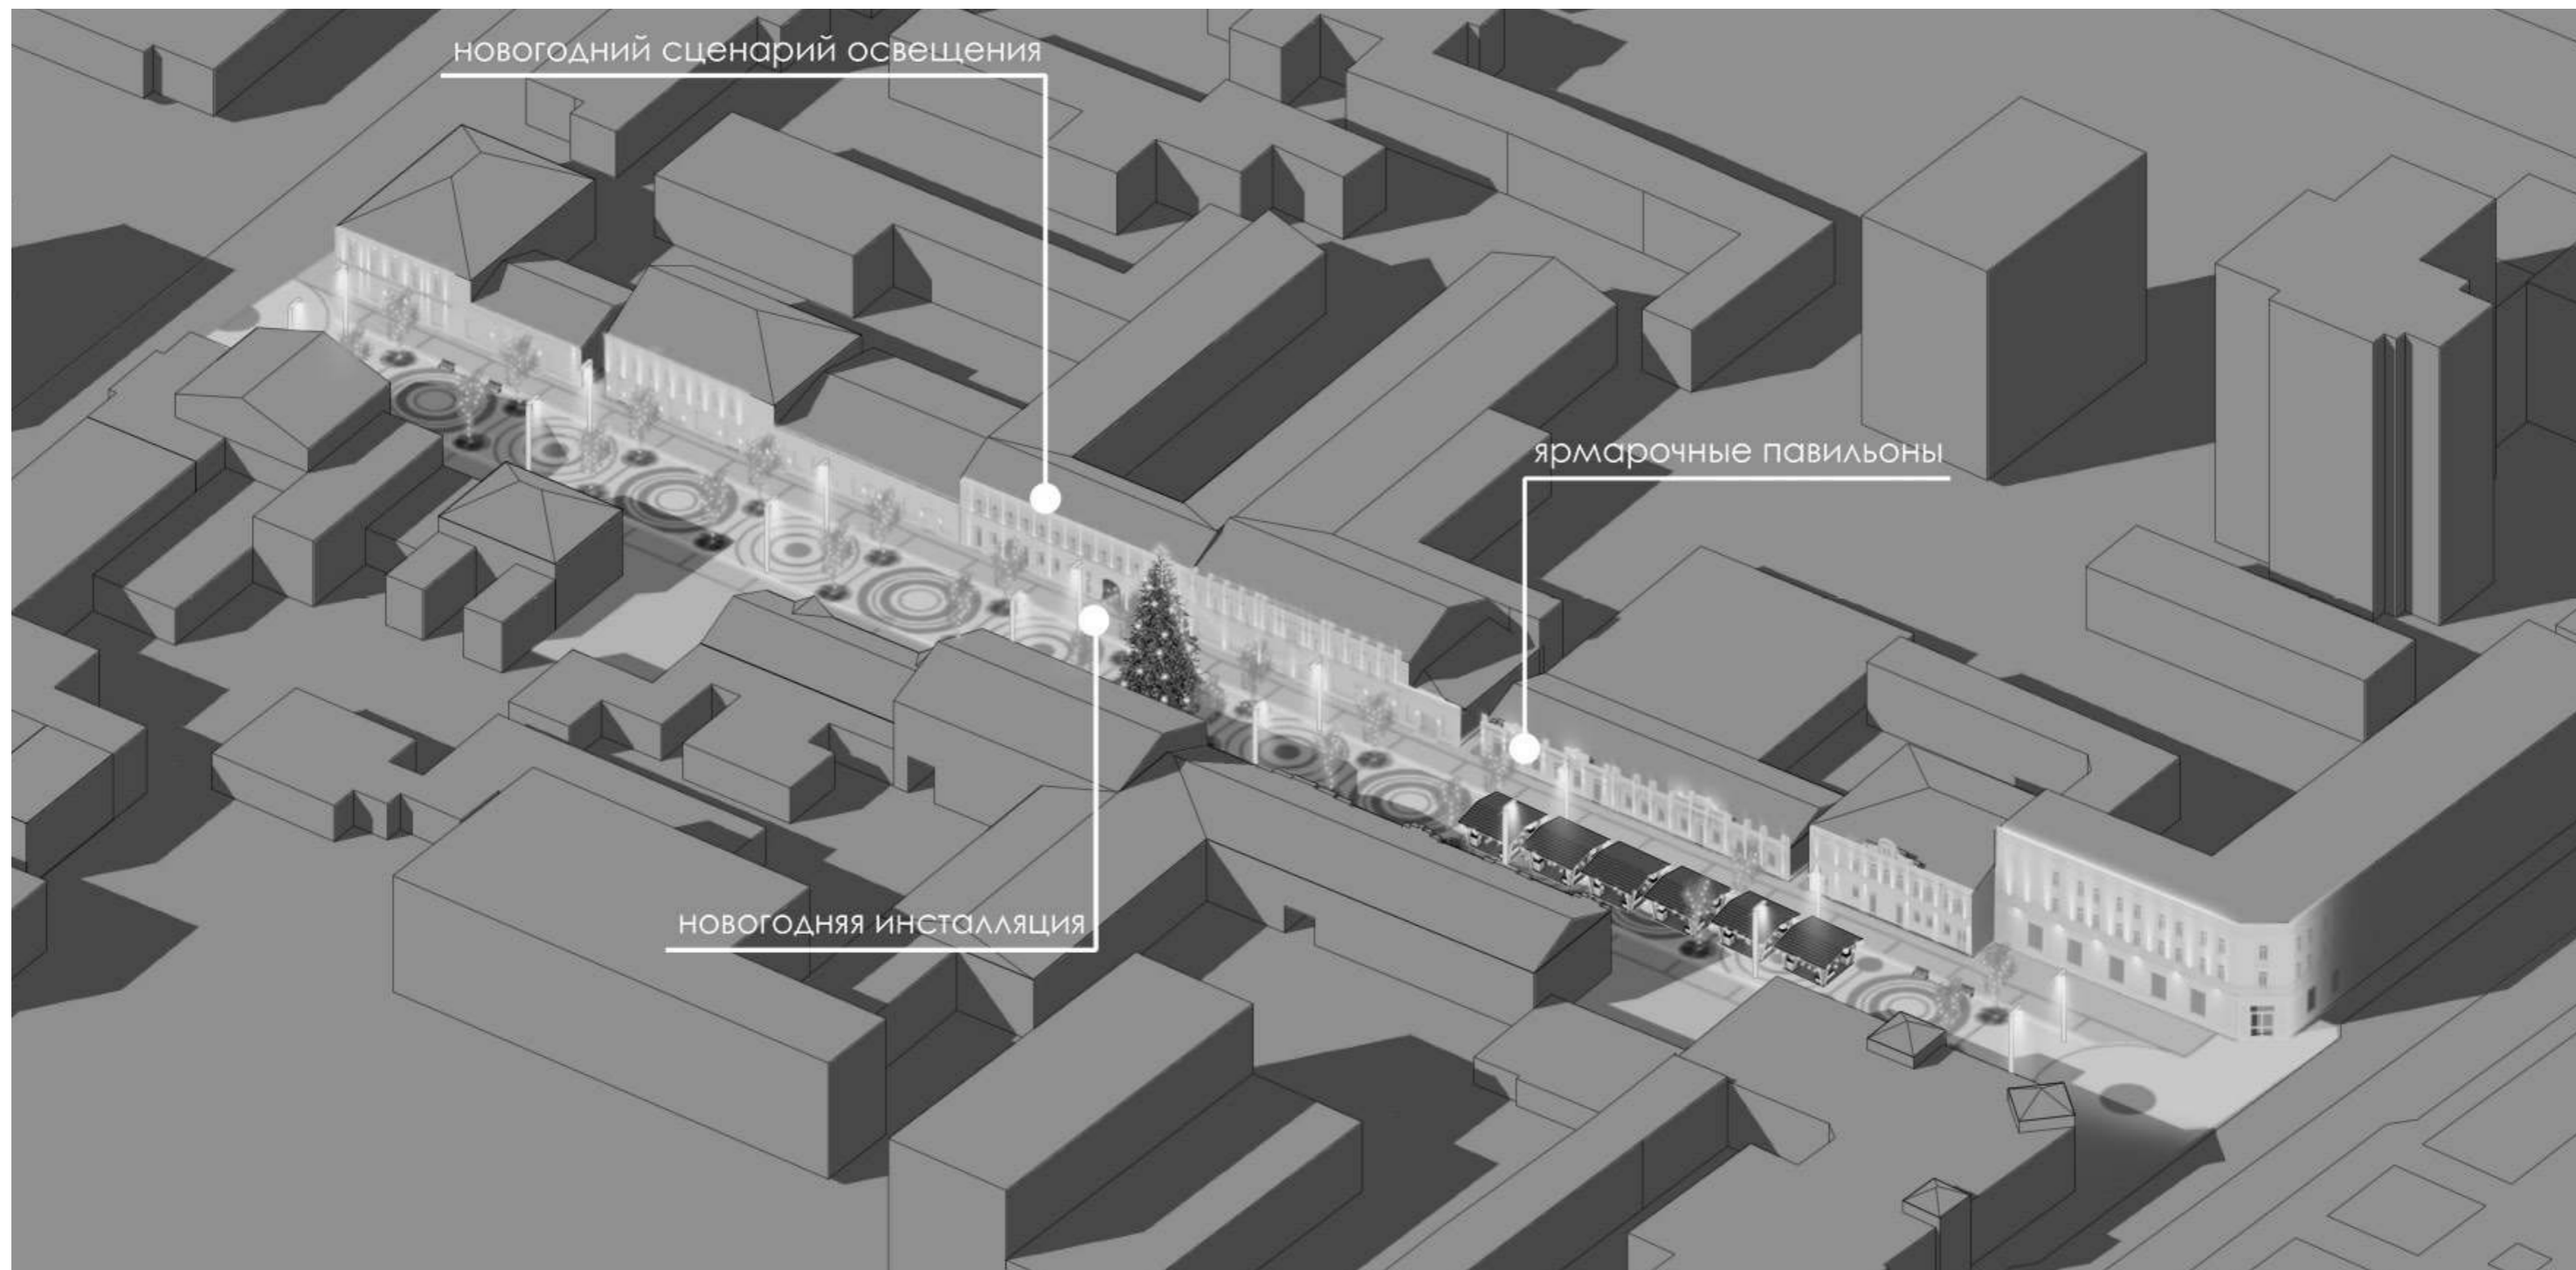 новогодний сценарий освещения
ярмарочные павильоны
новогодняя инсталляция